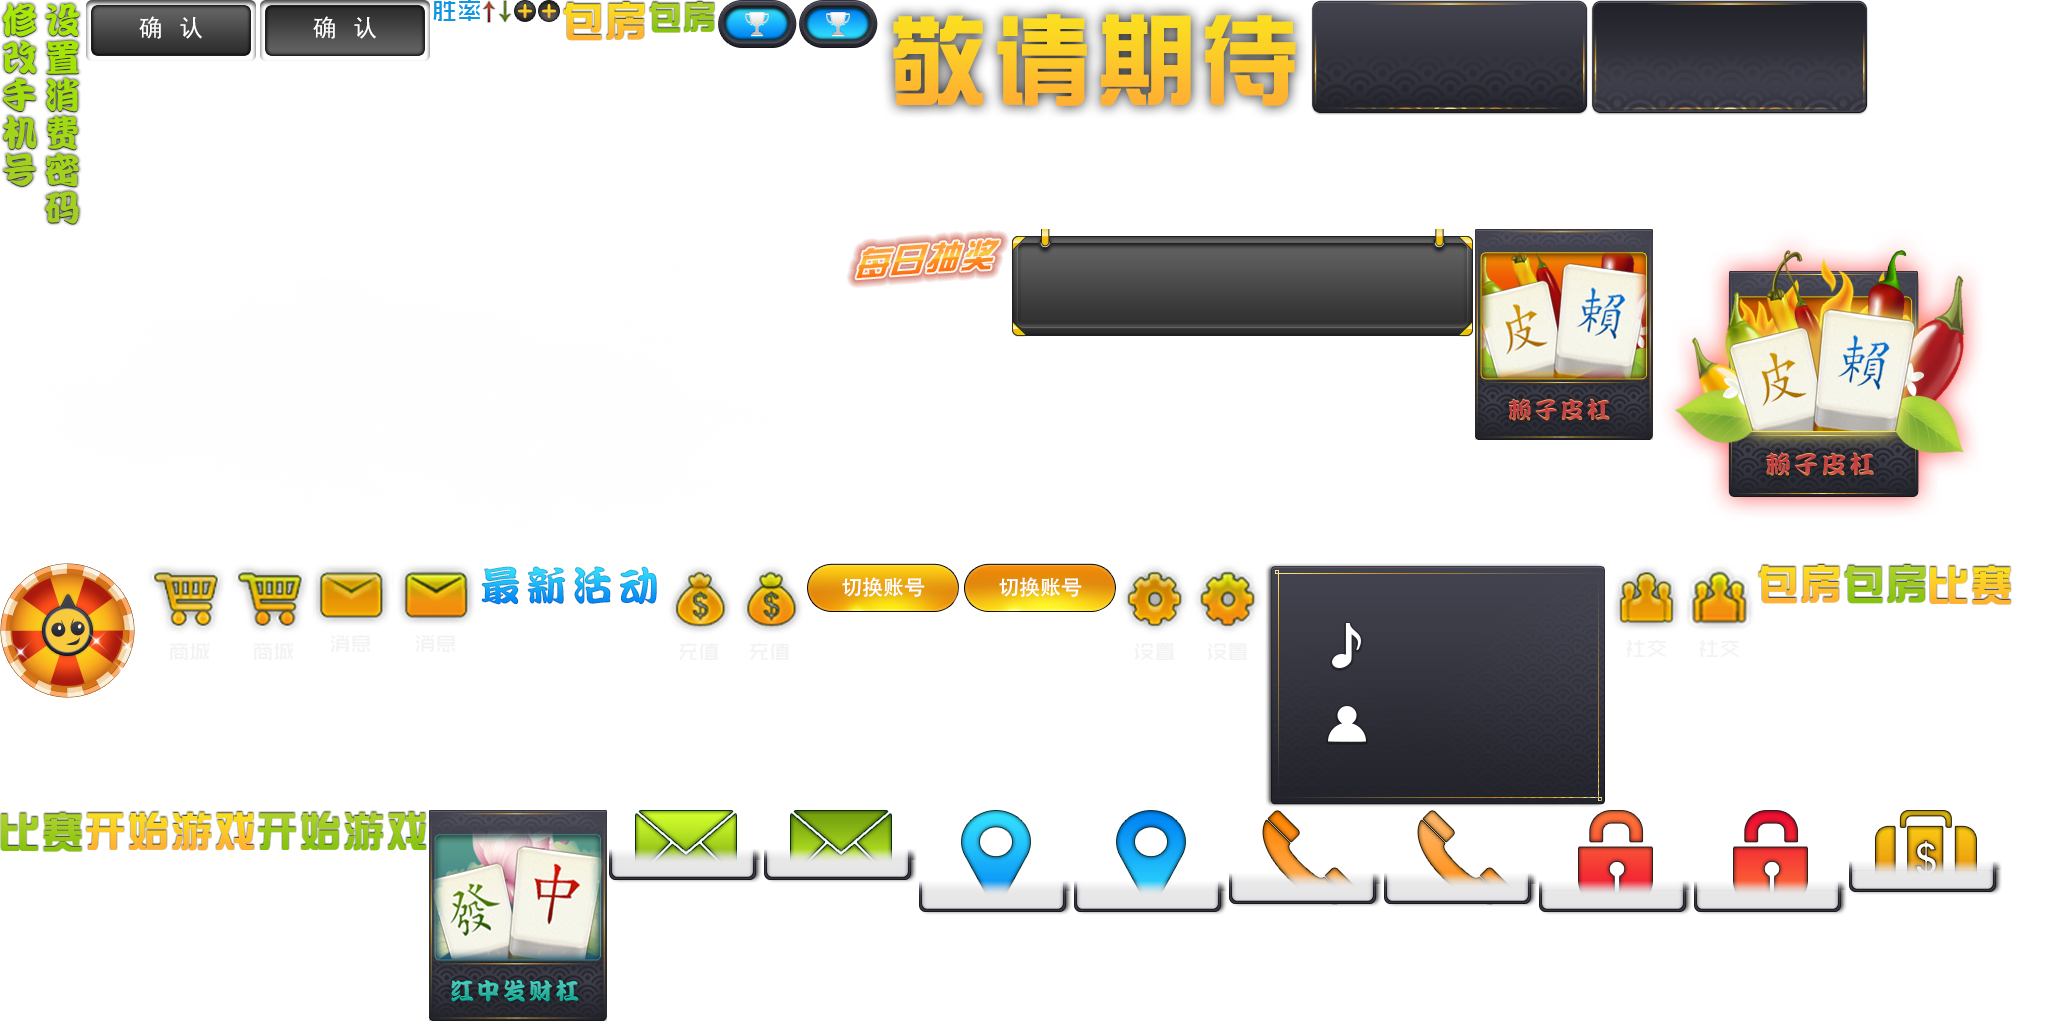 修改手机号
设置消费密码
确 认
确 认
胜率
包房
包房
敬请期待
每日抽奖
皮
賴
赖子皮杠
皮
賴
赖子皮杠
商城
商城
消息
消息
最新活动
$
充值
$
充值
切换账号
切换账号
设置
设置
社交
社交
包房
包房
比赛
比赛
开始游戏
开始游戏
發
中
红中发财杠
$